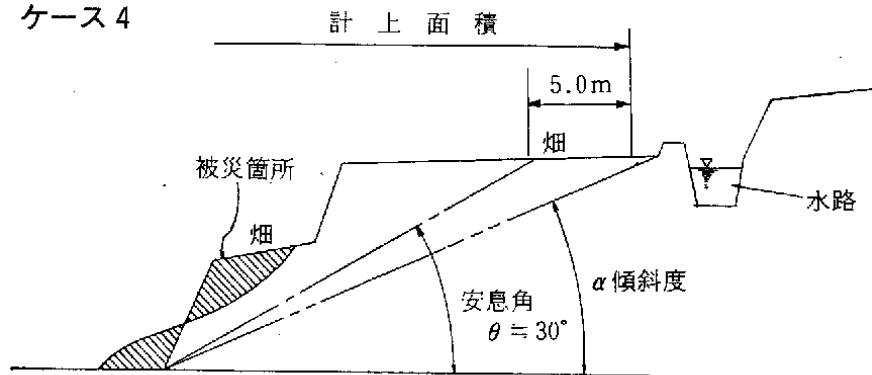 ケース4
計上面積
5.0m
畑
被災箇所
畑
水路
安息角
θ≒30°
α傾斜度